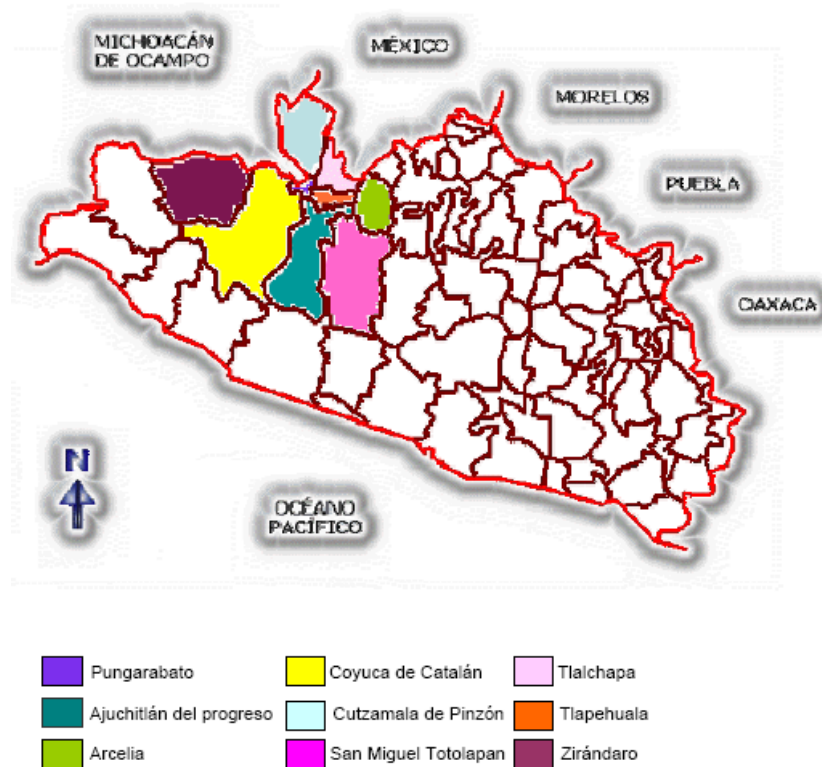 MICHOACÁN
DE OCAMPO
MÉXICO
MORELOS
PUEBLA
OAXACA
N
OCÉANO
PACÍFICO
Pungarabato
Coyuca de Catalán
Tlalchapa
Ajuchitlán del progreso
Cutzamala de Pinzón
Tlapehuala
Arcelia
San Miguel Totolapan
Zirándaro